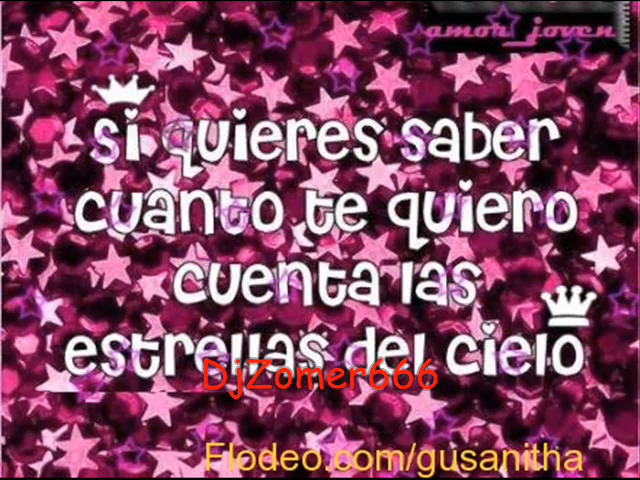 amor_joven
si quieres saber
cuanto te quiero
cuenta las
estrellas del cielo
DjZomer666
Flodeo.com/gusanitha